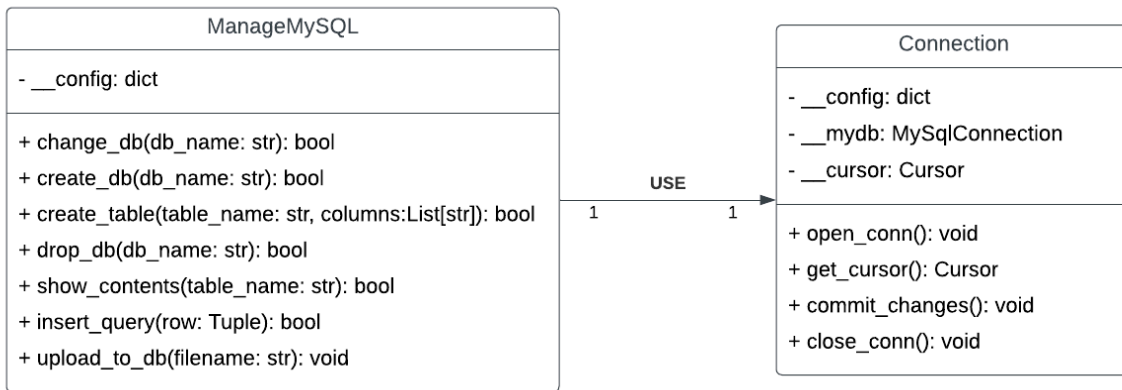 ManageMySQL
- __config: dict
+ change_db(db_name: str): bool
+ create_db(db_name: str): bool
+ create_table(table_name: str, columns:List[str]): bool
+ drop_db(db_name: str): bool
+ show_contents(table_name: str): bool
+ insert_query(row: Tuple): bool
+ upload_to_db(filename: str): void
USE
1
1
Connection
- __config: dict
- __mydb: MySqlConnection
- __cursor: Cursor
+ open_conn(): void
+ get_cursor(): Cursor
+ commit_changes(): void
+ close_conn(): void